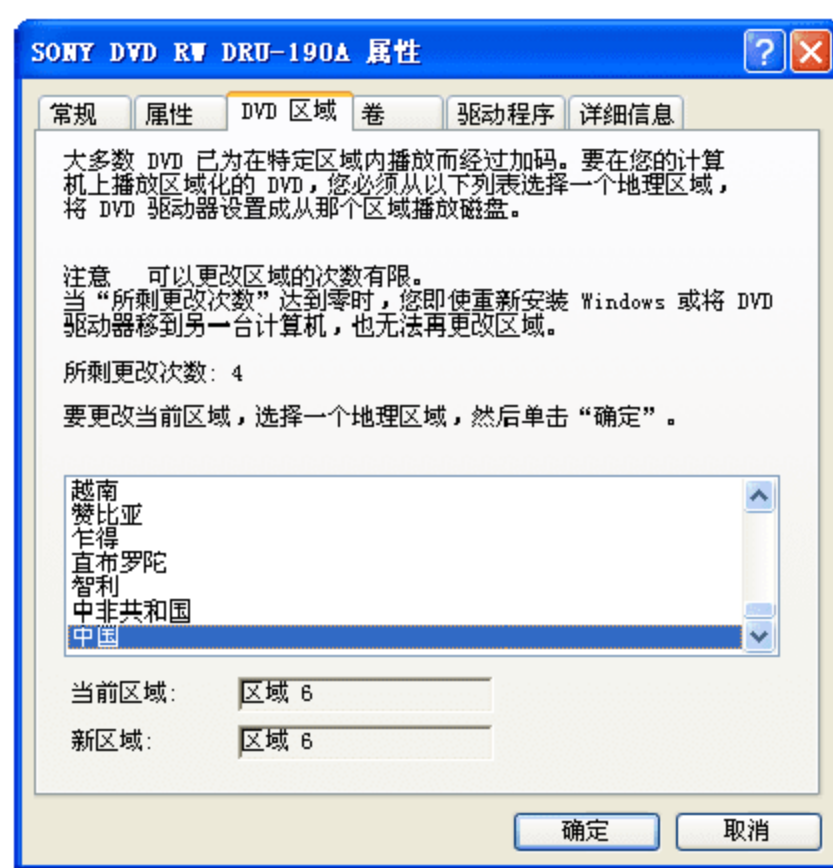 SONY DVD RW DRU-190A 属性
常规 属性 DVD 区域 卷 驱动程序 详细信息
大多数 DVD 已为在特定区域内播放而经过加码。要在您的计算
机上播放区域化的 DVD，您必须从以下列表选择一个地理区域，
将 DVD 驱动器设置成从那个区域播放磁盘。
注意 可以更改区域的次数有限。
当“所剩更改次数”达到零时，您即使重新安装 Windows 或将 DVD
驱动器移到另一台计算机，也无法再更改区域。
所剩更改次数: 4
要更改当前区域，选择一个地理区域，然后单击“确定”。
越南
赞比亚
乍得
直布罗陀
智利
中非共和国
中国
当前区域: 区域 6
新区域: 区域 6
确定 取消